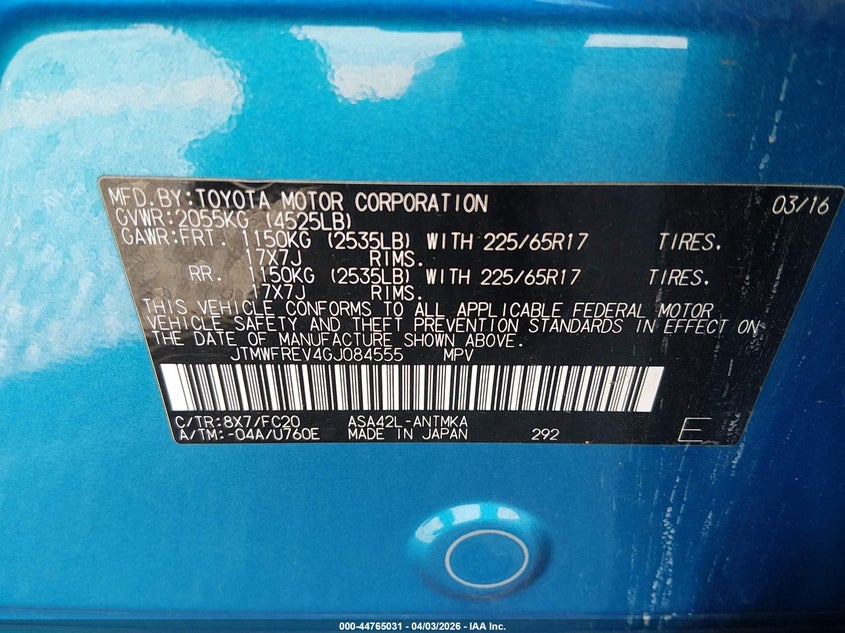 MFD.BY:TOYOTA MOTOR CORPORATION 03/16
GVWR:2055KG (4525LB)
GAWR:FRT. 1150KG (2535LB) WITH 225/65R17 TIRES.
17X7J RIMS.
RR. 1150KG (2535LB) WITH 225/65R17 TIRES.
17X7J RIMS.
THIS VEHICLE CONFORMS TO ALL APPLICABLE FEDERAL MOTOR
VEHICLE SAFETY AND THEFT PREVENTION STANDARDS IN EFFECT ON
THE DATE OF MANUFACTURE SHOWN ABOVE.
JTMWFREV4GJ084555 MPV
C/TR:8X7/FC20 ASA42L-ANTMKA
A/TM:-04A/U760E MADE IN JAPAN 292 E
000-44765031 - 04/03/2026 - IAA Inc.